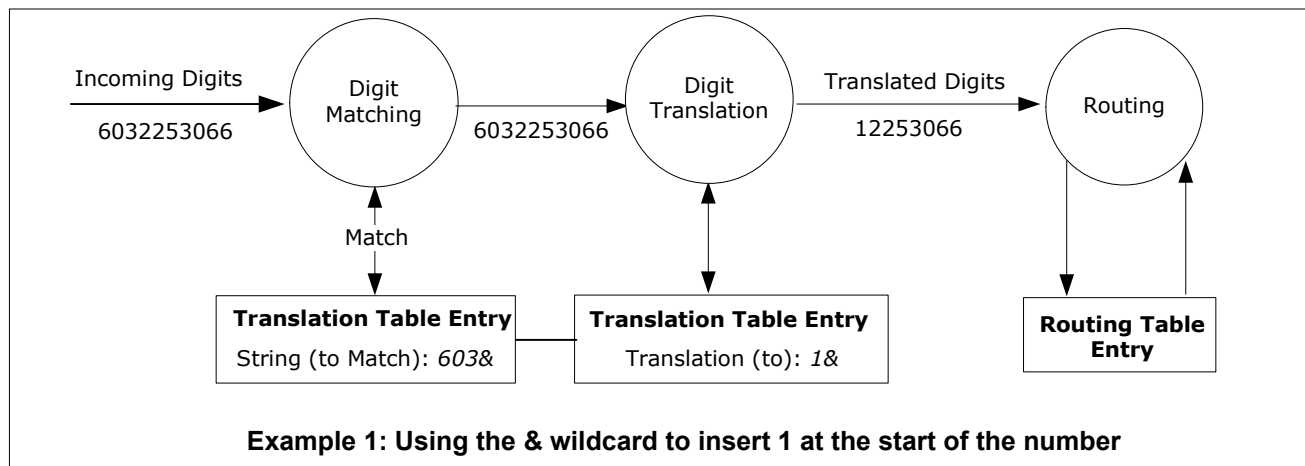 Incoming Digits
6032253066
Digit
Matching
6032253066
Digit
Translation
Translated Digits
12253066
Routing
Match
Translation Table Entry
String (to Match): 603&
Translation Table Entry
Translation (to): 1&
Routing Table
Entry
Example 1: Using the & wildcard to insert 1 at the start of the number